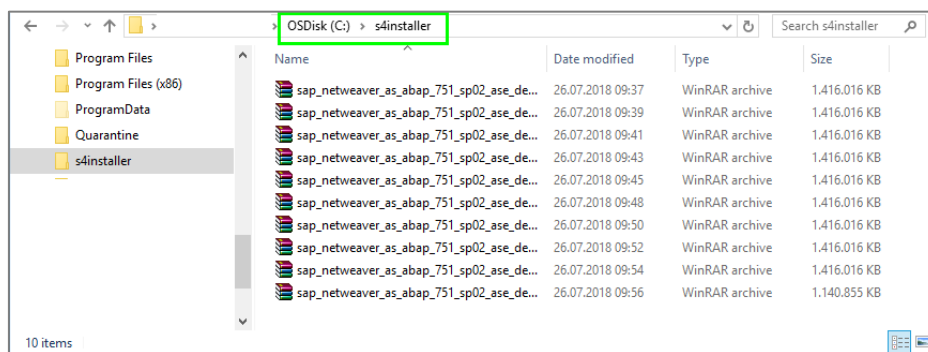 OSDisk (C:) > s4installer
Search s4installer
Program Files
Program Files (x86)
ProgramData
Quarantine
s4installer
Name Date modified Type Size
sap_netweaver_as_abap_751_sp02_ase_de... 26.07.2018 09:37 WinRAR archive 1.416.016 KB
sap_netweaver_as_abap_751_sp02_ase_de... 26.07.2018 09:39 WinRAR archive 1.416.016 KB
sap_netweaver_as_abap_751_sp02_ase_de... 26.07.2018 09:41 WinRAR archive 1.416.016 KB
sap_netweaver_as_abap_751_sp02_ase_de... 26.07.2018 09:43 WinRAR archive 1.416.016 KB
sap_netweaver_as_abap_751_sp02_ase_de... 26.07.2018 09:45 WinRAR archive 1.416.016 KB
sap_netweaver_as_abap_751_sp02_ase_de... 26.07.2018 09:48 WinRAR archive 1.416.016 KB
sap_netweaver_as_abap_751_sp02_ase_de... 26.07.2018 09:50 WinRAR archive 1.416.016 KB
sap_netweaver_as_abap_751_sp02_ase_de... 26.07.2018 09:52 WinRAR archive 1.416.016 KB
sap_netweaver_as_abap_751_sp02_ase_de... 26.07.2018 09:54 WinRAR archive 1.416.016 KB
sap_netweaver_as_abap_751_sp02_ase_de... 26.07.2018 09:56 WinRAR archive 1.140.855 KB
10 items